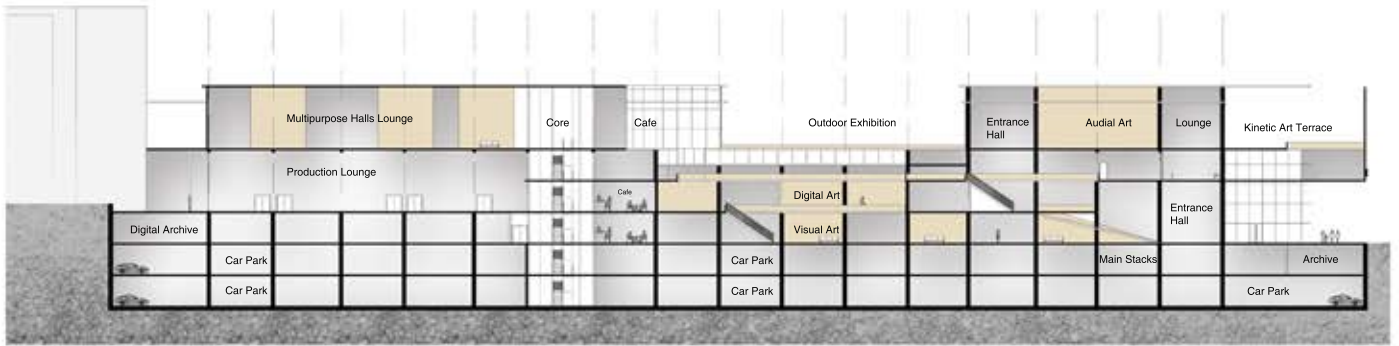 Multipurpose Halls Lounge
Core
Cafe
Outdoor Exhibition
Entrance
Hall
Audial Art
Lounge
Kinetic Art Terrace
Production Lounge
Cafe
Digital Art
Entrance
Hall
Digital Archive
Visual Art
Car Park
Car Park
Main Stacks
Archive
Car Park
Car Park
Car Park